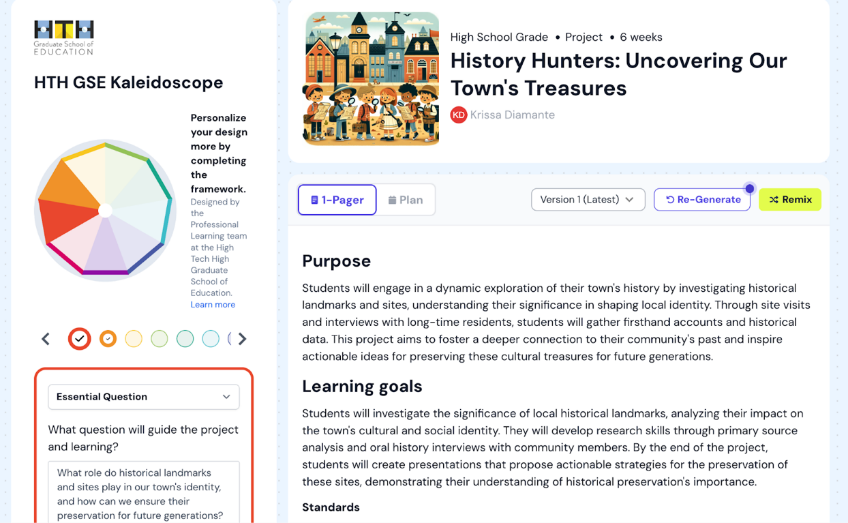 HTH
Graduate School of
EDUCATION
HTH GSE Kaleidoscope
Personalize
your design
more by
completing
the
framework.
Designed by
the
Professional
Learning team
at the High
Tech High
Graduate
School of
Education.
Learn more
Essential Question
What question will guide the project
and learning?
What role do historical landmarks
and sites play in our town's identity,
and how can we ensure their
preservation for future generations?
High School Grade • Project • 6 weeks
History Hunters: Uncovering Our
Town's Treasures
KD Krissa Diamante
1-Pager
Plan
Version 1 (Latest)
Re-Generate
Remix
Purpose
Students will engage in a dynamic exploration of their town's history by investigating historical
landmarks and sites, understanding their significance in shaping local identity. Through site visits
and interviews with long-time residents, students will gather firsthand accounts and historical
data. This project aims to foster a deeper connection to their community's past and inspire
actionable ideas for preserving these cultural treasures for future generations.
Learning goals
Students will investigate the significance of local historical landmarks, analyzing their impact on
the town's cultural and social identity. They will develop research skills through primary source
analysis and oral history interviews with community members. By the end of the project,
students will create presentations that propose actionable strategies for the preservation of
these sites, demonstrating their understanding of historical preservation's importance.
Standards